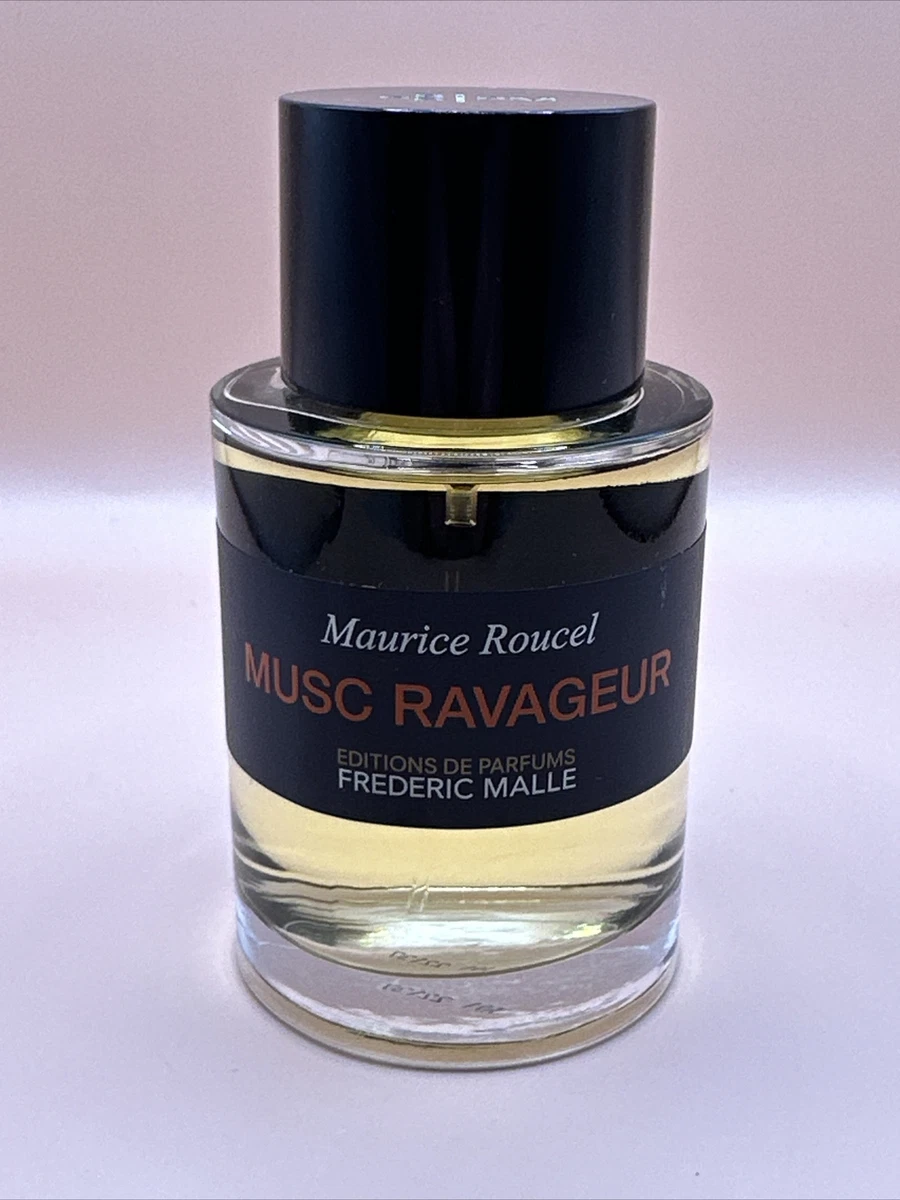 Maurice Roucel
MUSC RAVAGEUR
EDITIONS DE PARFUMS
FREDERIC MALLE